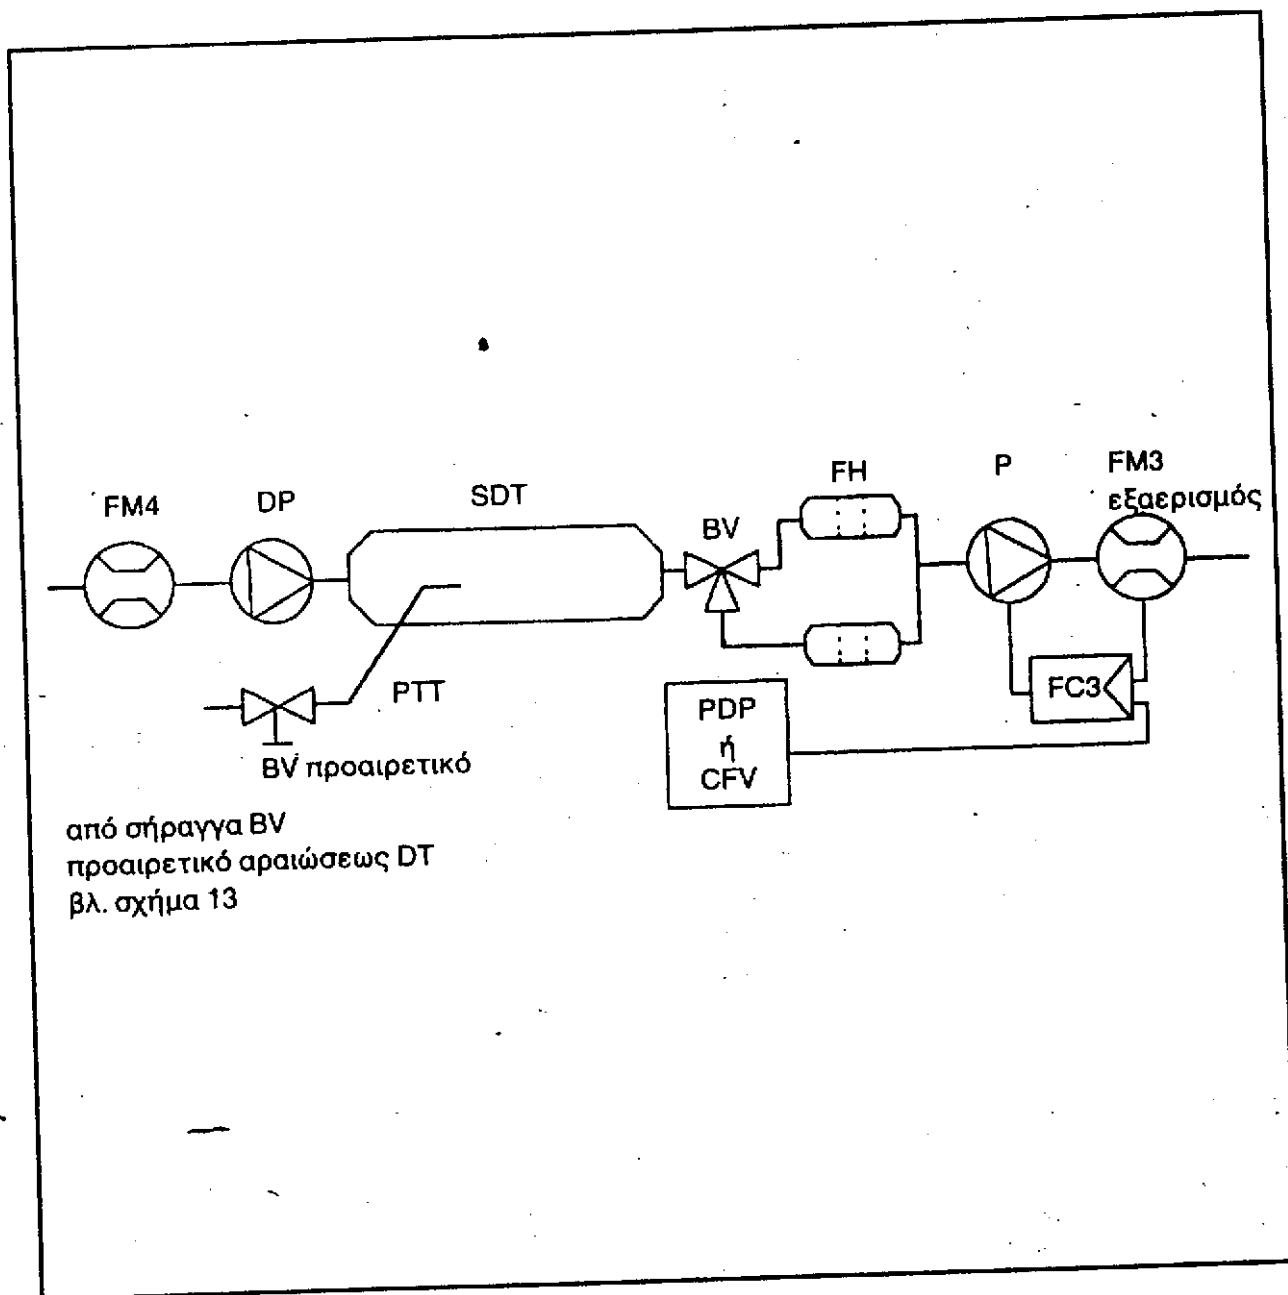 FM4
DP
SDT
BV
FH
P
FM3
εξαερισμός
PTT
BV προαιρετικό
FC3
PDP
ή
CFV
από σήραγγα BV
προαιρετικό αραιώσεως DT
βλ. σχήμα 13